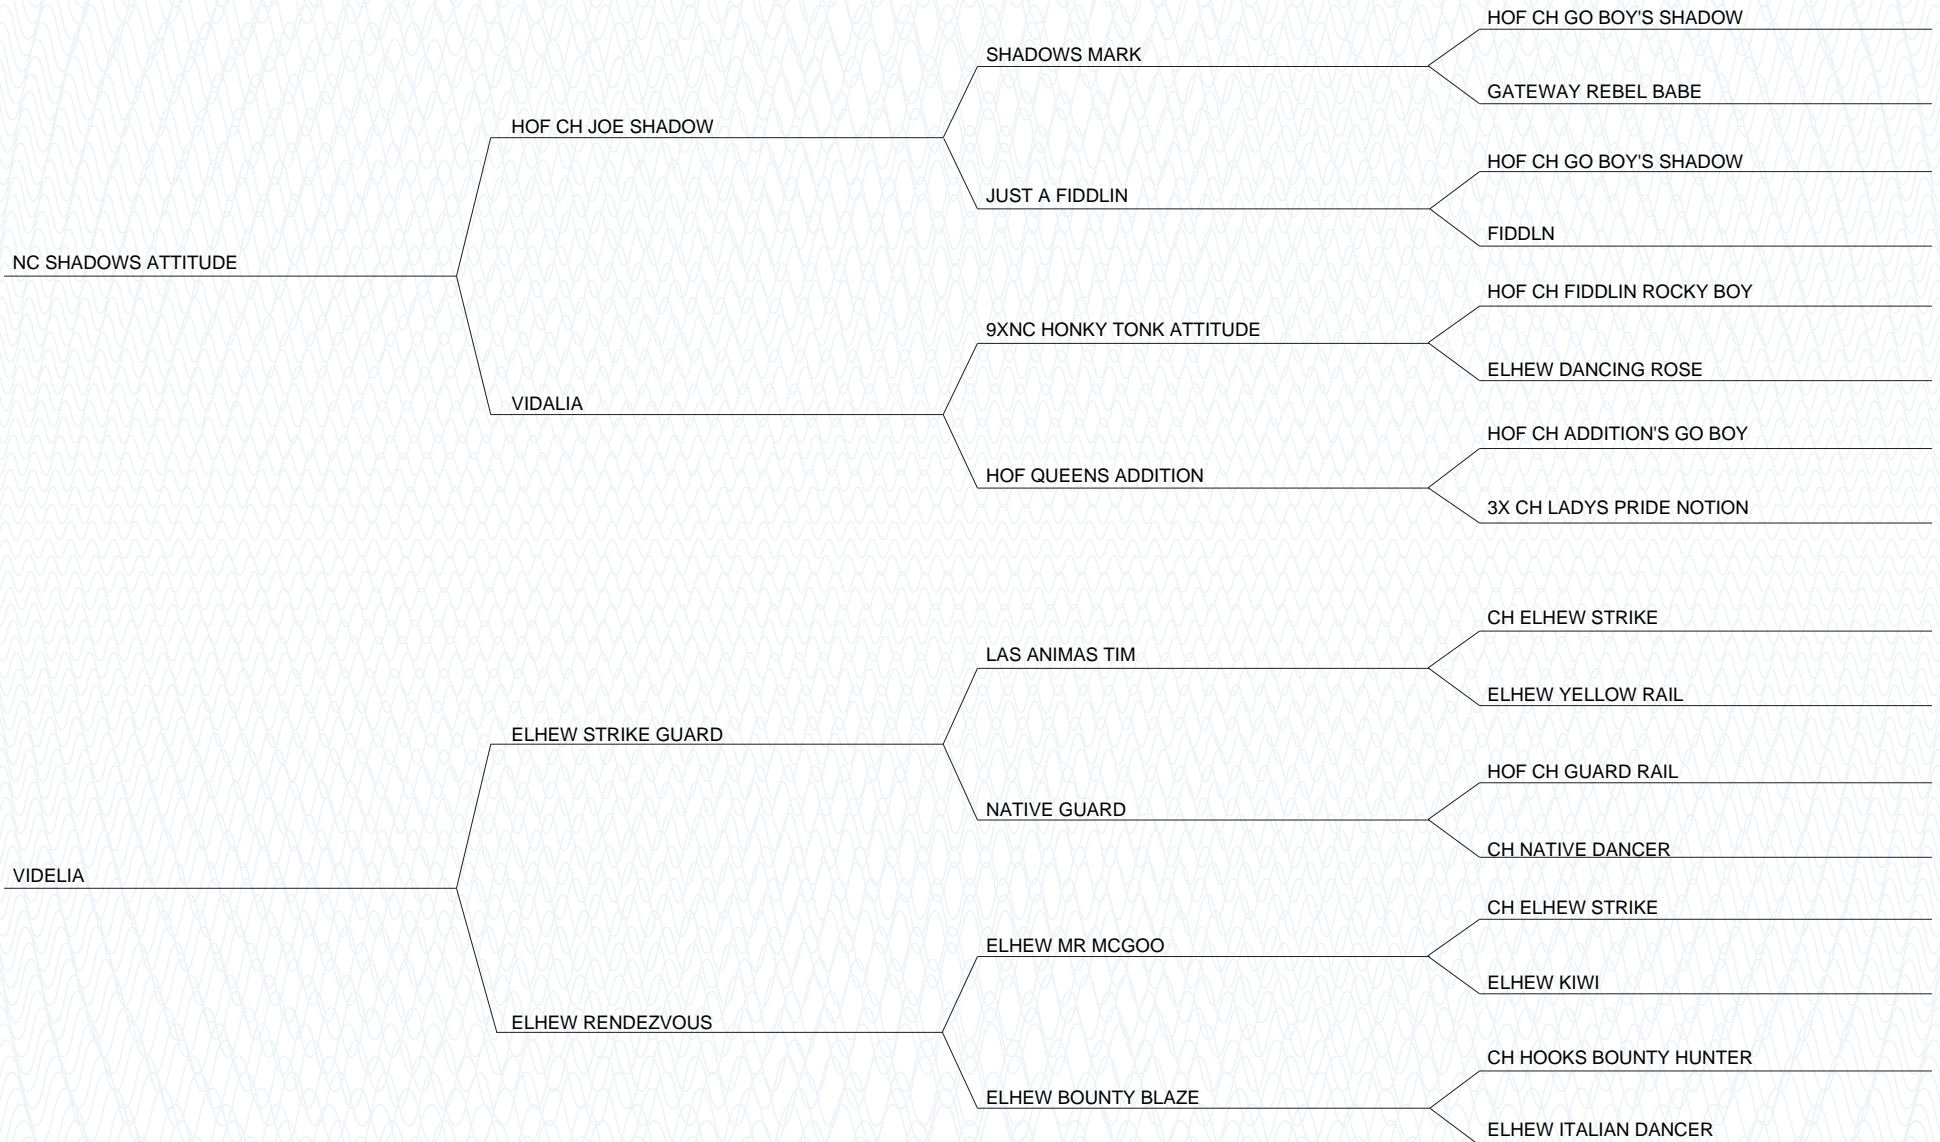 HOF CH GO BOY'S SHADOW
SHADOWS MARK
GATEWAY REBEL BABE
HOF CH JOE SHADOW
HOF CH GO BOY'S SHADOW
JUST A FIDDLIN
FIDDLN
NC SHADOWS ATTITUDE
HOF CH FIDDLIN ROCKY BOY
9XNC HONKY TONK ATTITUDE
ELHEW DANCING ROSE
VIDALIA
HOF CH ADDITION'S GO BOY
HOF QUEENS ADDITION
3X CH LADYS PRIDE NOTION
CH ELHEW STRIKE
LAS ANIMAS TIM
ELHEW YELLOW RAIL
ELHEW STRIKE GUARD
HOF CH GUARD RAIL
NATIVE GUARD
CH NATIVE DANCER
VIDELIA
CH ELHEW STRIKE
ELHEW MR MCGOO
ELHEW KIWI
ELHEW RENDEZVOUS
CH HOOKS BOUNTY HUNTER
ELHEW BOUNTY BLAZE
ELHEW ITALIAN DANCER